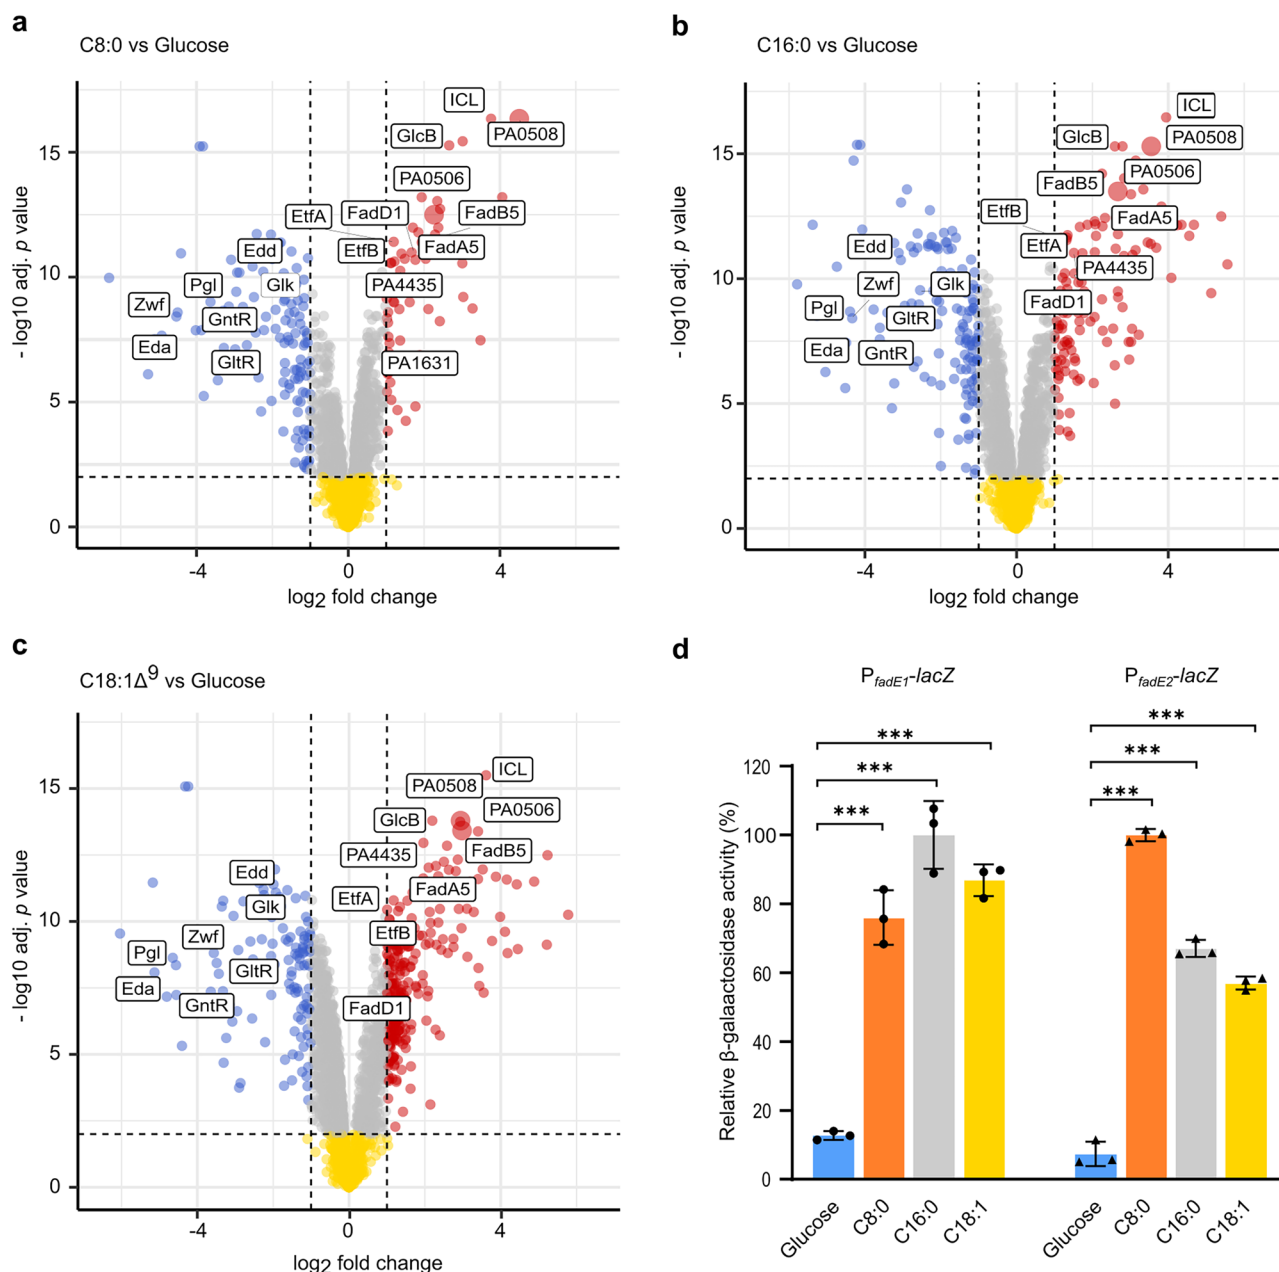 a
C8:0 vs Glucose
ICL
GlcB
PA0508
PA0506
EtfA
FadD1
FadB5
Edd
EtfB
FadA5
Pgl
Glk
PA4435
Zwf
GntR
Eda
GltR
PA1631
15
10
5
0
-4
0
4
- log10 adj. p value
log2 fold change
b
C16:0 vs Glucose
ICL
GlcB
PA0508
PA0506
FadB5
EtfB
FadA5
Edd
EtfA
PA4435
Zwf
Glk
Pgl
GltR
FadD1
Eda
GntR
15
10
5
0
-4
0
4
- log10 adj. p value
log2 fold change
c
C18:1Δ9 vs Glucose
ICL
PA0508
PA0506
GlcB
PA4435
FadB5
Edd
FadA5
EtfA
Glk
Zwf
EtfB
Pgl
GltR
Eda
GntR
FadD1
15
10
5
0
-4
0
4
- log10 adj. p value
log2 fold change
d
PfadE1-lacZ
PfadE2-lacZ
***
***
***
***
***
***
120
100
80
60
40
20
0
Relative β-galaactosidase activity (%)
Glucose
C8:0
C16:0
C18:1
Glucose
C8:0
C16:0
C18:1